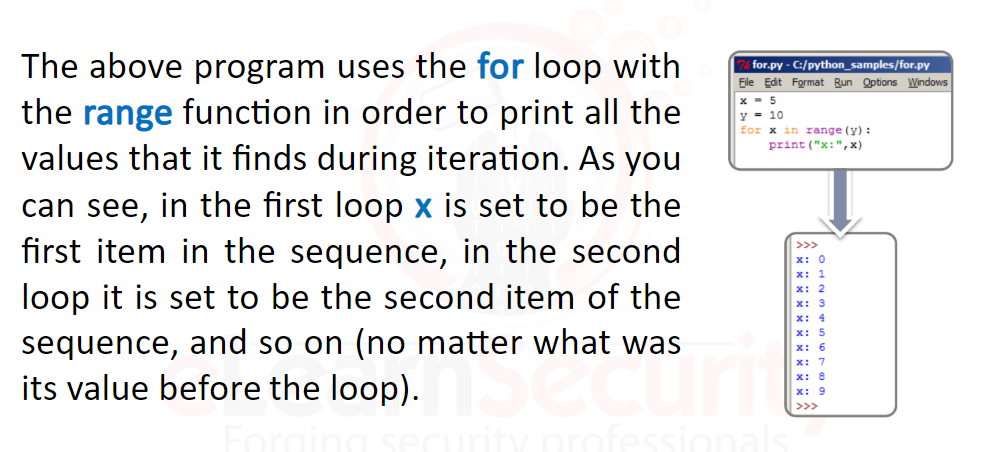 The above program uses the for loop with
the range function in order to print all the
values that it finds during iteration. As you
can see, in the first loop x is set to be the
first item in the sequence, in the second
loop it is set to be the second item of the
sequence, and so on (no matter what was
its value before the loop).
for.py - C:/python_samples/for.py
File Edit Format Run Options Windows
x = 5
y = 10
for x in range(y):
    print("x:",x)
>>>
x: 0
x: 1
x: 2
x: 3
x: 4
x: 5
x: 6
x: 7
x: 8
x: 9
>>>
eLearnSecurity
Forging security professionals